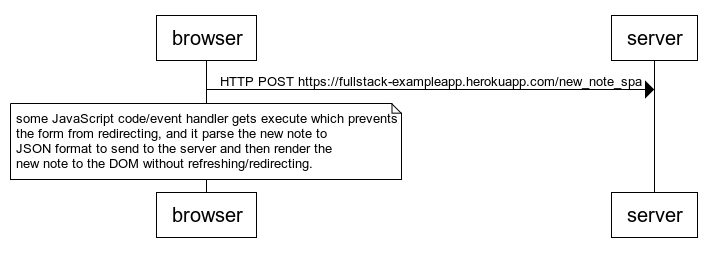 browser
server
HTTP POST https://fullstack-exampleapp.herokuapp.com/new_note_spa
some JavaScript code/event handler gets execute which prevents
the form from redirecting, and it parse the new note to
JSON format to send to the server and then render the
new note to the DOM without refreshing/redirecting.
browser
server